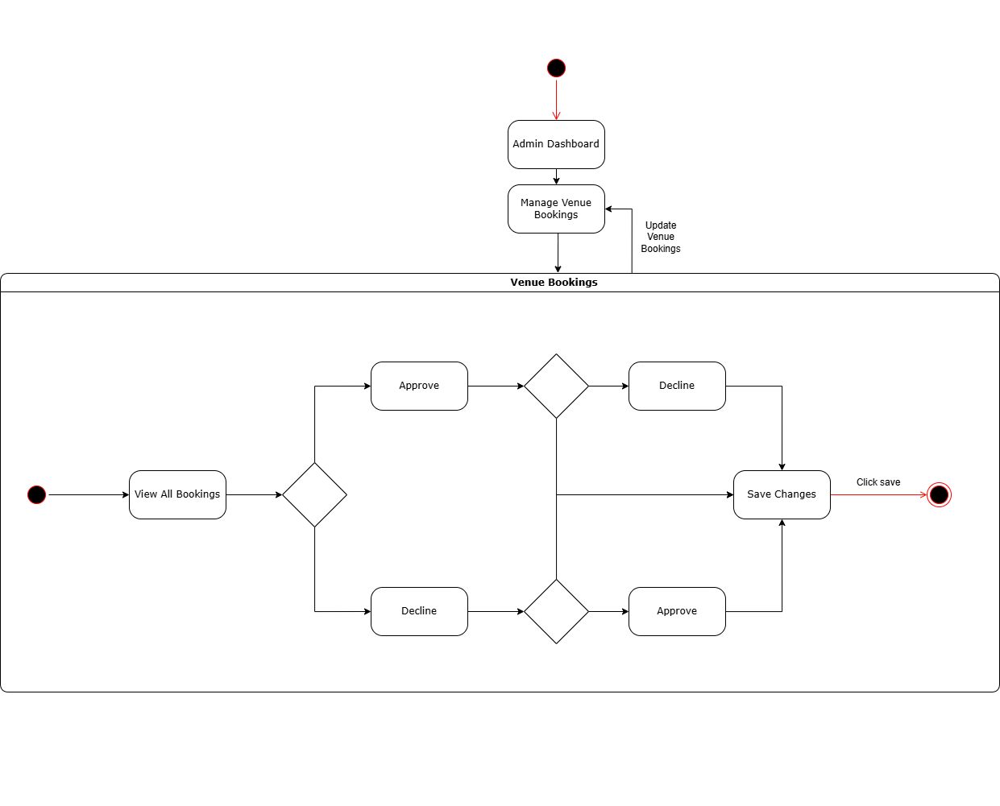 Admin Dashboard
Manage Venue
Bookings
Update
Venue
Bookings
Venue Bookings
Approve
Decline
View All Bookings
Save Changes
Click save
Decline
Approve